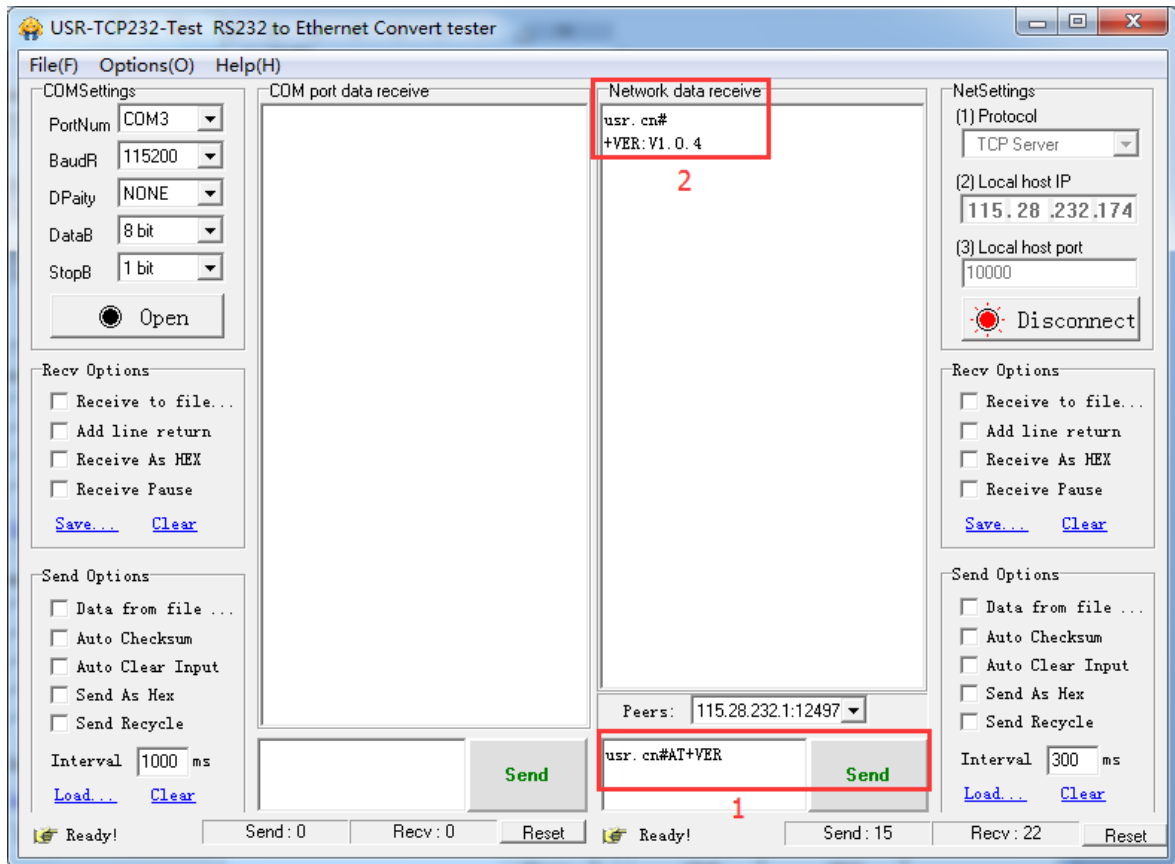 USR-TCP232-Test RS232 to Ethernet Convert tester
File(F) Options(O) Help(H)
COMSettings
PortNum COM3
BaudR 115200
DPaity NONE
DataB 8 bit
StopB 1 bit
Open
Recv Options
Receive to file...
Add line return
Receive As HEX
Receive Pause
Save... Clear
Send Options
Data from file ...
Auto Checksum
Auto Clear Input
Send As Hex
Send Recycle
Interval 1000 ms
Load... Clear
COM port data receive
Send
Network data receive
usr.cn#
+VER:V1.0.4
2
Peers: 115.28.232.1:12497
usr.cn#AT+VER
Send
1
NetSettings
(1) Protocol
TCP Server
(2) Local host IP
115.28.232.174
(3) Local host port
10000
Disconnect
Recv Options
Receive to file...
Add line return
Receive As HEX
Receive Pause
Save... Clear
Send Options
Data from file ...
Auto Checksum
Auto Clear Input
Send As Hex
Send Recycle
Interval 300 ms
Load... Clear
Ready! Send : 0 Recv : 0 Reset
Ready! Send : 15 Recv : 22 Reset